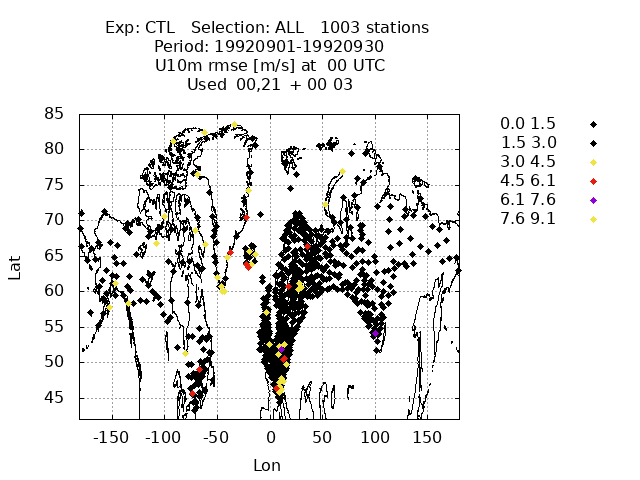 Exp: CTL Selection: ALL 1003 stations
Period: 19920901-19920930
U10m rmse [m/s] at 00 UTC
Used 00,21 + 00 03
85
80
75
70
65
60
55
50
45
Lat
-150 -100 -50 0 50 100 150
Lon
0.0 1.5
1.5 3.0
3.0 4.5
4.5 6.1
6.1 7.6
7.6 9.1